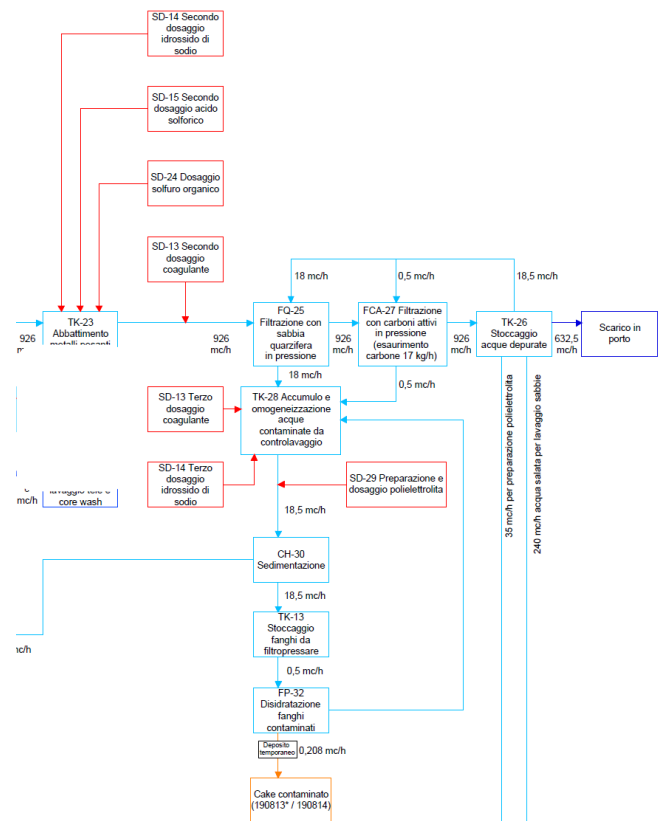 SD-14 Secondo
dosaggio
idrossido di
sodio
SD-15 Secondo
dosaggio acido
solforico
SD-24 Dosaggio
solfuro organico
SD-13 Secondo
dosaggio
coagulante
18 mc/h
0,5 mc/h
18,5 mc/h
TK-23
Abbattimento
metalli pesanti
FQ-25
Filtrazione con
sabbia
quarzifera
in pressione
FCA-27 Filtrazione
con carboni attivi
in pressione
(esaurimento
carbone 17 kg/h)
TK-26
Stoccaggio
acque depurate
Scarico in
porto
926
926
mc/h
926
mc/h
926
mc/h
632,5
mc/h
18 mc/h
0,5 mc/h
SD-13 Terzo
dosaggio
coagulante
TK-28 Accumulo e
omogeneizzazione
acque
contaminate da
controlavaggio
SD-14 Terzo
dosaggio
idrossido di
sodio
SD-29 Preparazione e
dosaggio polielettrolita
mc/h
lavaggio tele e
core wash
35 mc/h per preparazione polielettrolita
240 mc/h acqua salata per lavaggio sabbie
18,5 mc/h
CH-30
Sedimentazione
18,5 mc/h
TK-13
Stoccaggio
fanghi da
filtropressare
0,5 mc/h
FP-32
Disidratazione
fanghi
contaminati
Deposito
temporaneo
0,208 mc/h
Cake contaminato
(190813* / 190814)